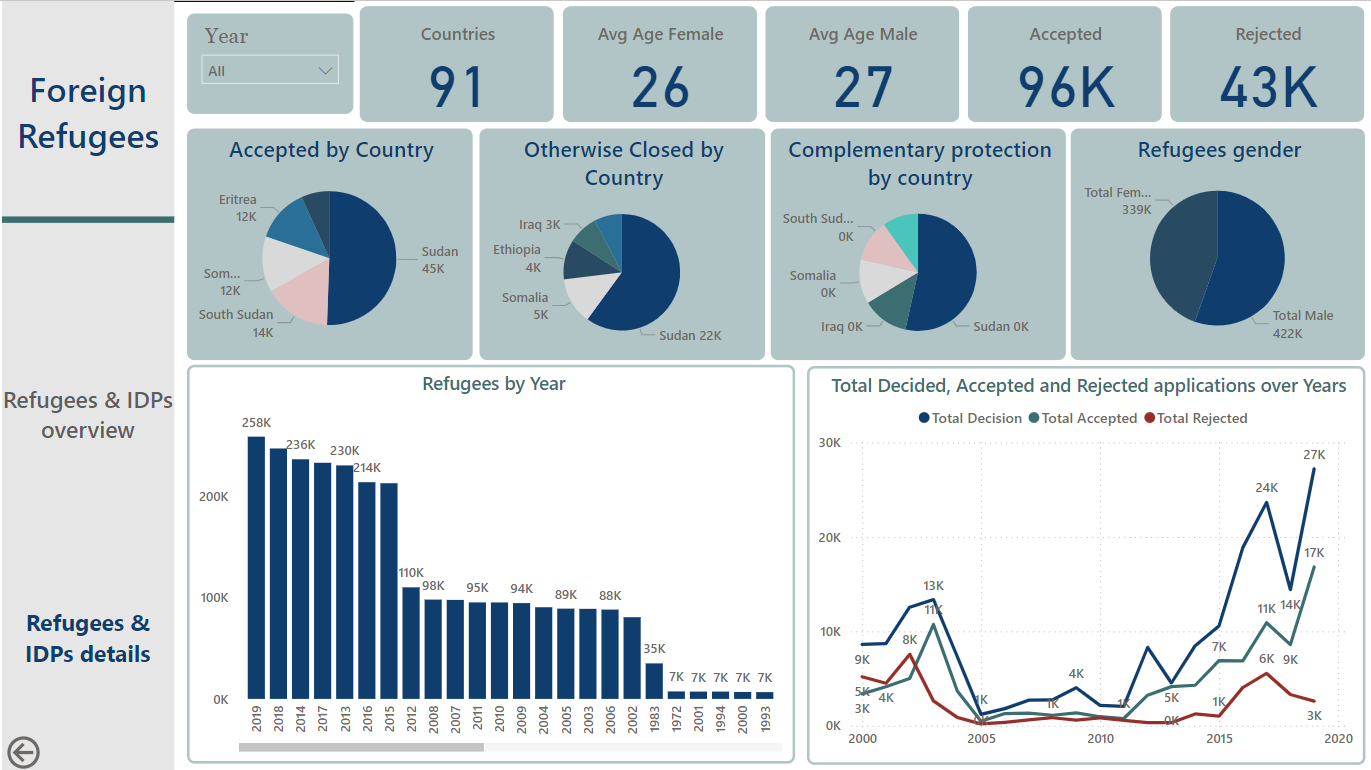 Foreign
Refugees
Refugees & IDPs
overview
Refugees &
IDPs details
Year
All
Countries
91
Avg Age Female
26
Avg Age Male
27
Accepted
96K
Rejected
43K
Accepted by Country
Eritrea
12K
Som...
12K
South Sudan
14K
Sudan
45K
Otherwise Closed by
Country
Iraq 3K
Ethiopia
4K
Somalia
5K
Sudan 22K
Complementary protection
by country
South Sud...
0K
Somalia
0K
Iraq 0K
Sudan 0K
Refugees gender
Total Fem...
339K
Total Male
422K
Refugees by Year
200K
100K
0K
258K
236K
230K
214K
110K
98K
95K
94K
89K
88K
35K
7K
7K
7K
7K
7K
2019
2018
2014
2017
2013
2016
2015
2012
2007
2011
2010
2009
2004
2005
2003
2006
2002
1983
1972
2001
1994
2000
1993
Total Decided, Accepted and Rejected applications over Years
Total Decision
Total Accepted
Total Rejected
30K
20K
10K
0K
9K
5K
3K
4K
8K
13K
11K
1K
0K
1K
4K
1K
5K
0K
7K
1K
24K
11K
6K
14K
9K
27K
17K
3K
2000
2005
2010
2015
2020